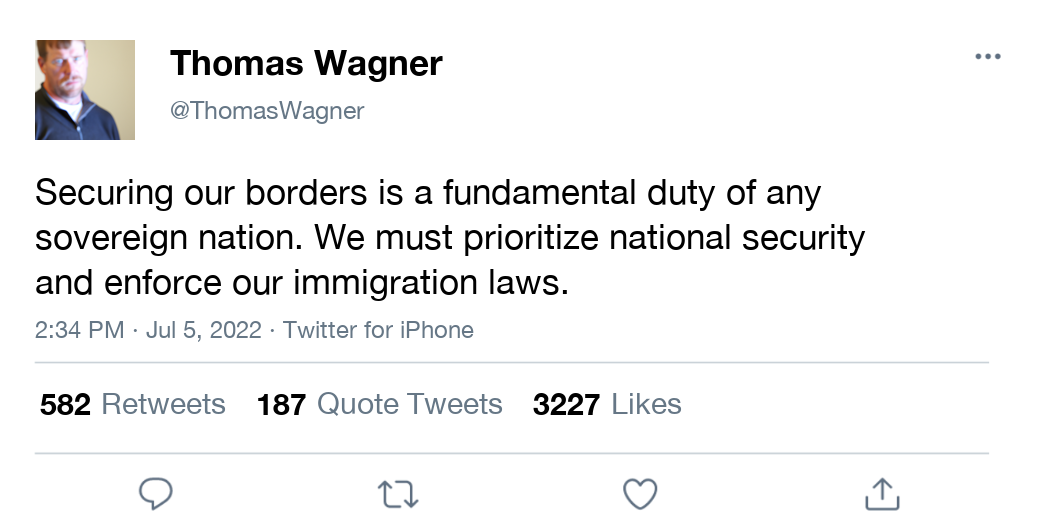 Thomas Wagner
@ThomasWagner
Securing our borders is a fundamental duty of any
sovereign nation. We must prioritize national security
and enforce our immigration laws.
2:34 PM · Jul 5, 2022 · Twitter for iPhone
582 Retweets 187 Quote Tweets 3227 Likes